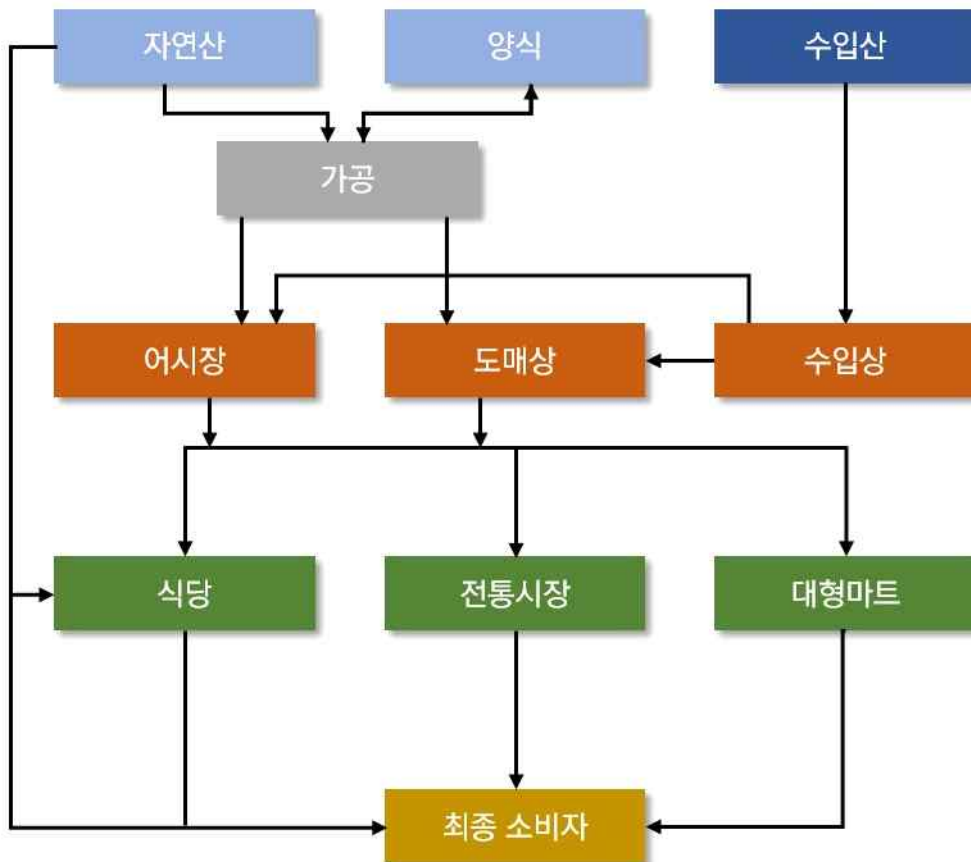 자연산
양식
수입산
가공
어시장
도매상
수입상
식당
전통시장
대형마트
최종 소비자